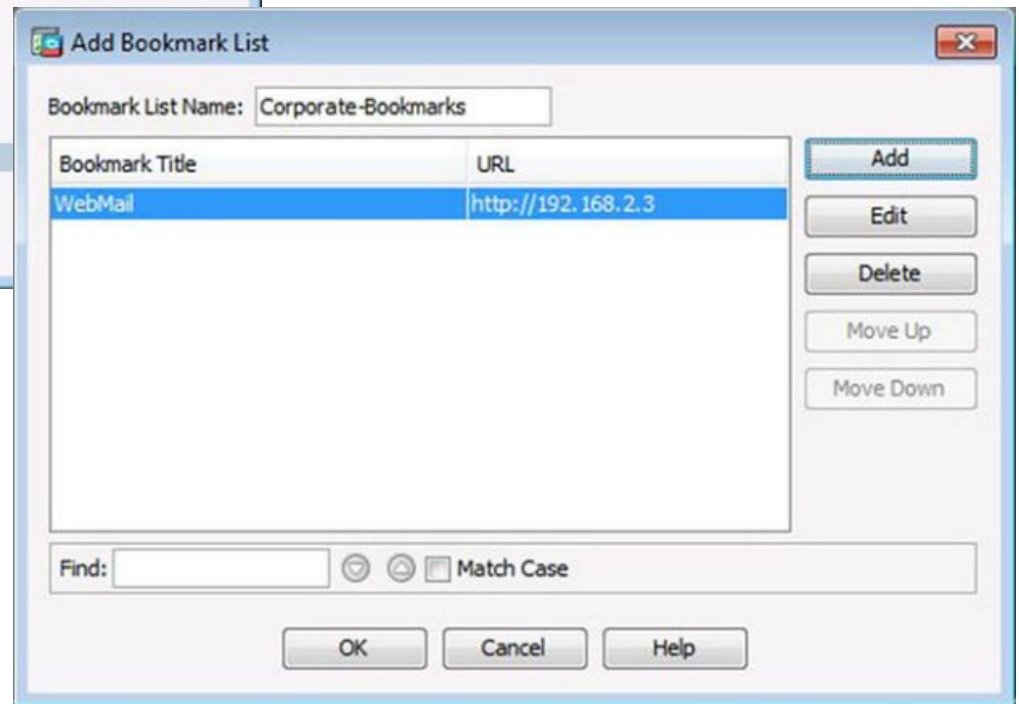 Add Bookmark List
Bookmark List Name: Corporate-Bookmarks
Bookmark Title URL
WebMail http://192.168.2.3
Add
Edit
Delete
Move Up
Move Down
Find: Match Case
OK Cancel Help